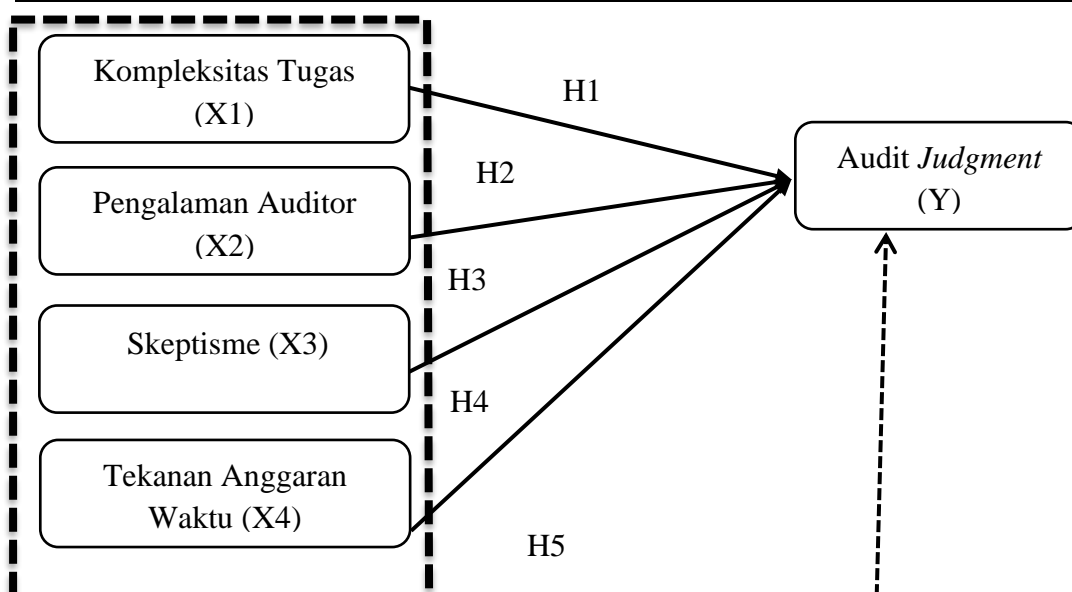 Kompleksitas Tugas
(X1)
H1
Audit Judgment
(Y)
H2
Pengalaman Auditor
(X2)
H3
Skeptisme (X3)
H4
Tekanan Anggaran
Waktu (X4)
H5